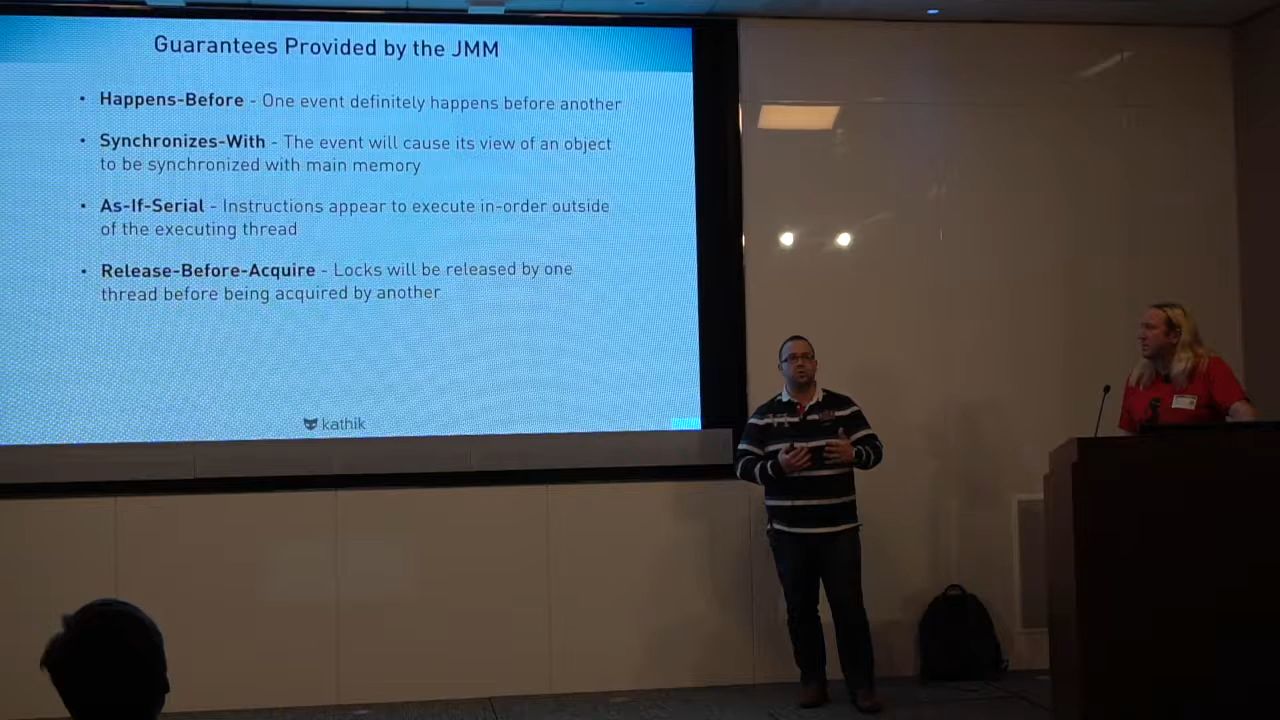 Guarantees Provided by the JMM
• Happens-Before - One event definitely happens before another
• Synchronizes-With - The event will cause its view of an object
to be synchronized with main memory
• As-If-Serial - Instructions appear to execute in-order outside
of the executing thread
• Release-Before-Acquire - Locks will be released by one
thread before being acquired by another
kathik